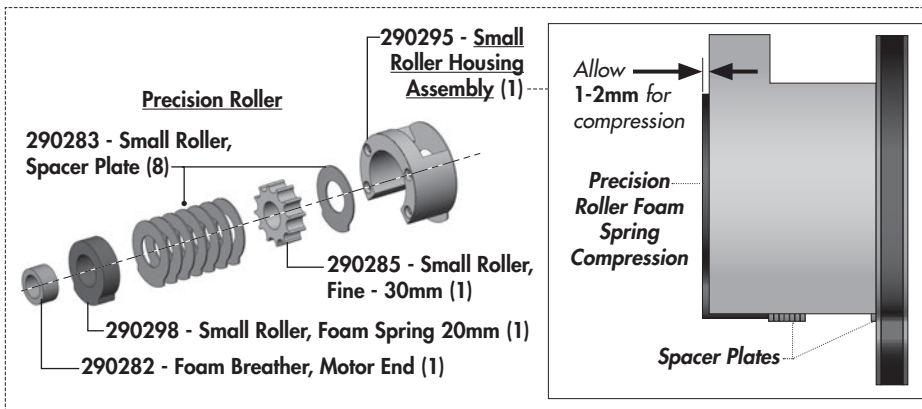 290295 - Small
Roller Housing
Assembly (1)
Precision Roller
290283 - Small Roller,
Spacer Plate (8)
290285 - Small Roller,
Fine - 30mm (1)
290298 - Small Roller, Foam Spring 20mm (1)
290282 - Foam Breather, Motor End (1)
Allow
1-2mm for
compression
Precision
Roller Foam
Spring
Compression
Spacer Plates